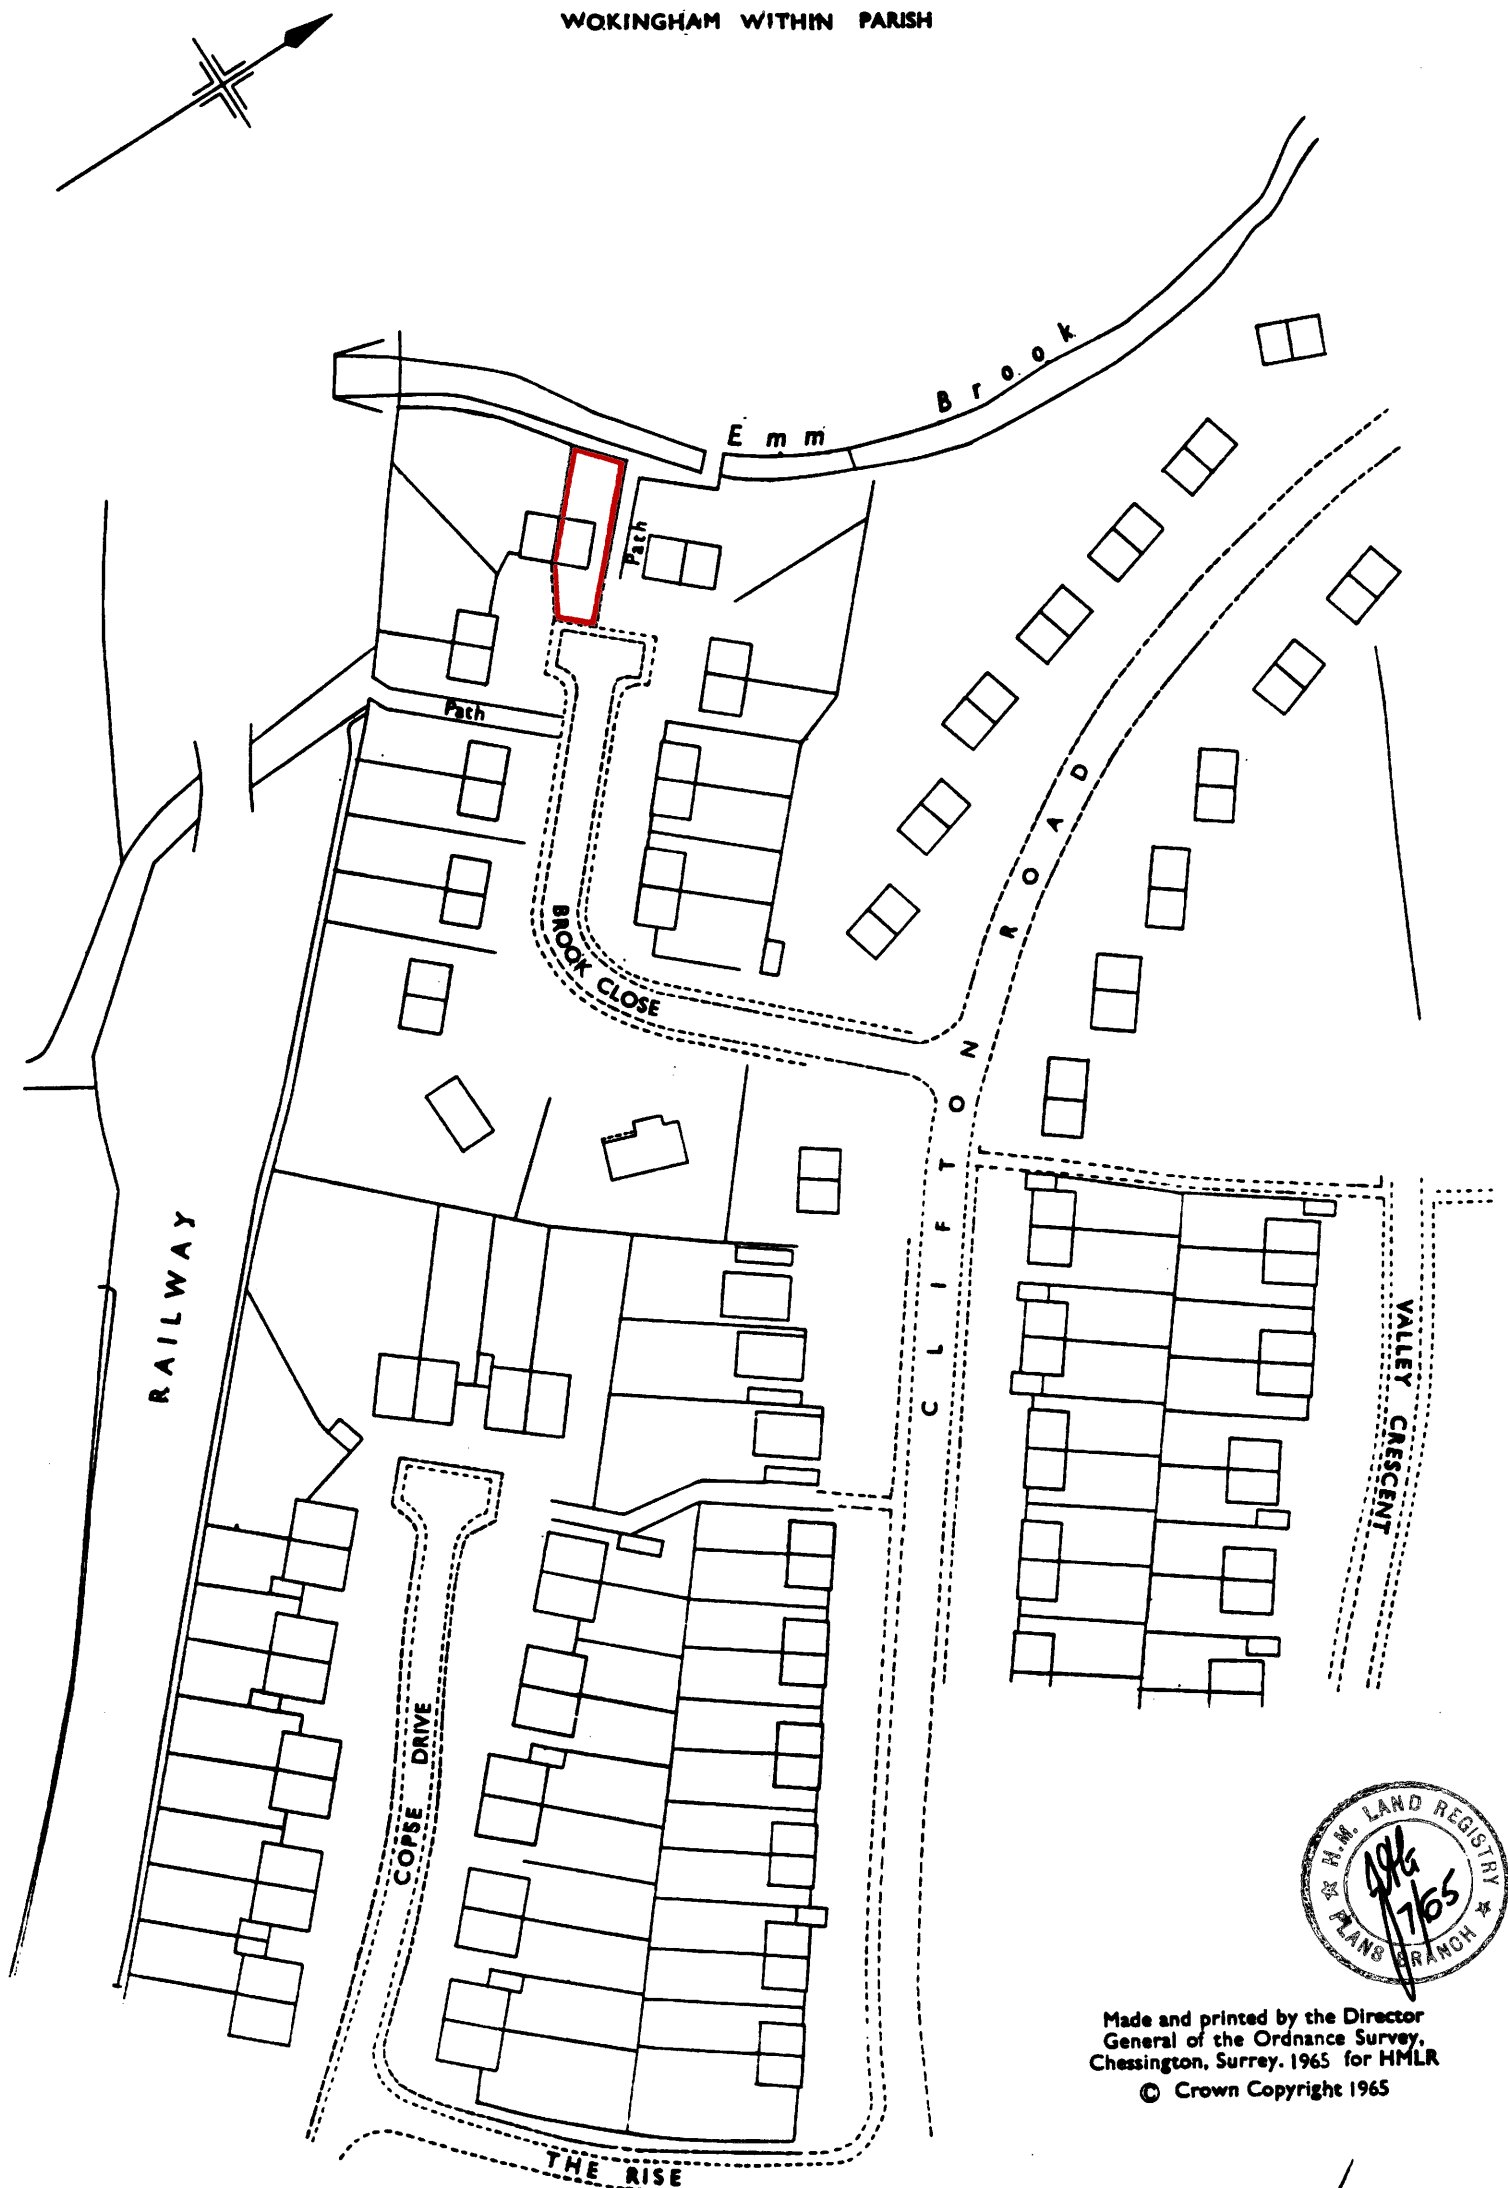 WOKINGHAM WITHIN PARISH
Emm Brook
Path
Path
BROOK CLOSE
CLIFTON ROAD
RAILWAY
VALLEY CRESCENT
COPSE DRIVE
THE RISE
H.M. LAND REGISTRY
PLANS BRANCH
7/65
Made and printed by the Director
General of the Ordnance Survey,
Chessington, Surrey. 1965 for HMLR
© Crown Copyright 1965